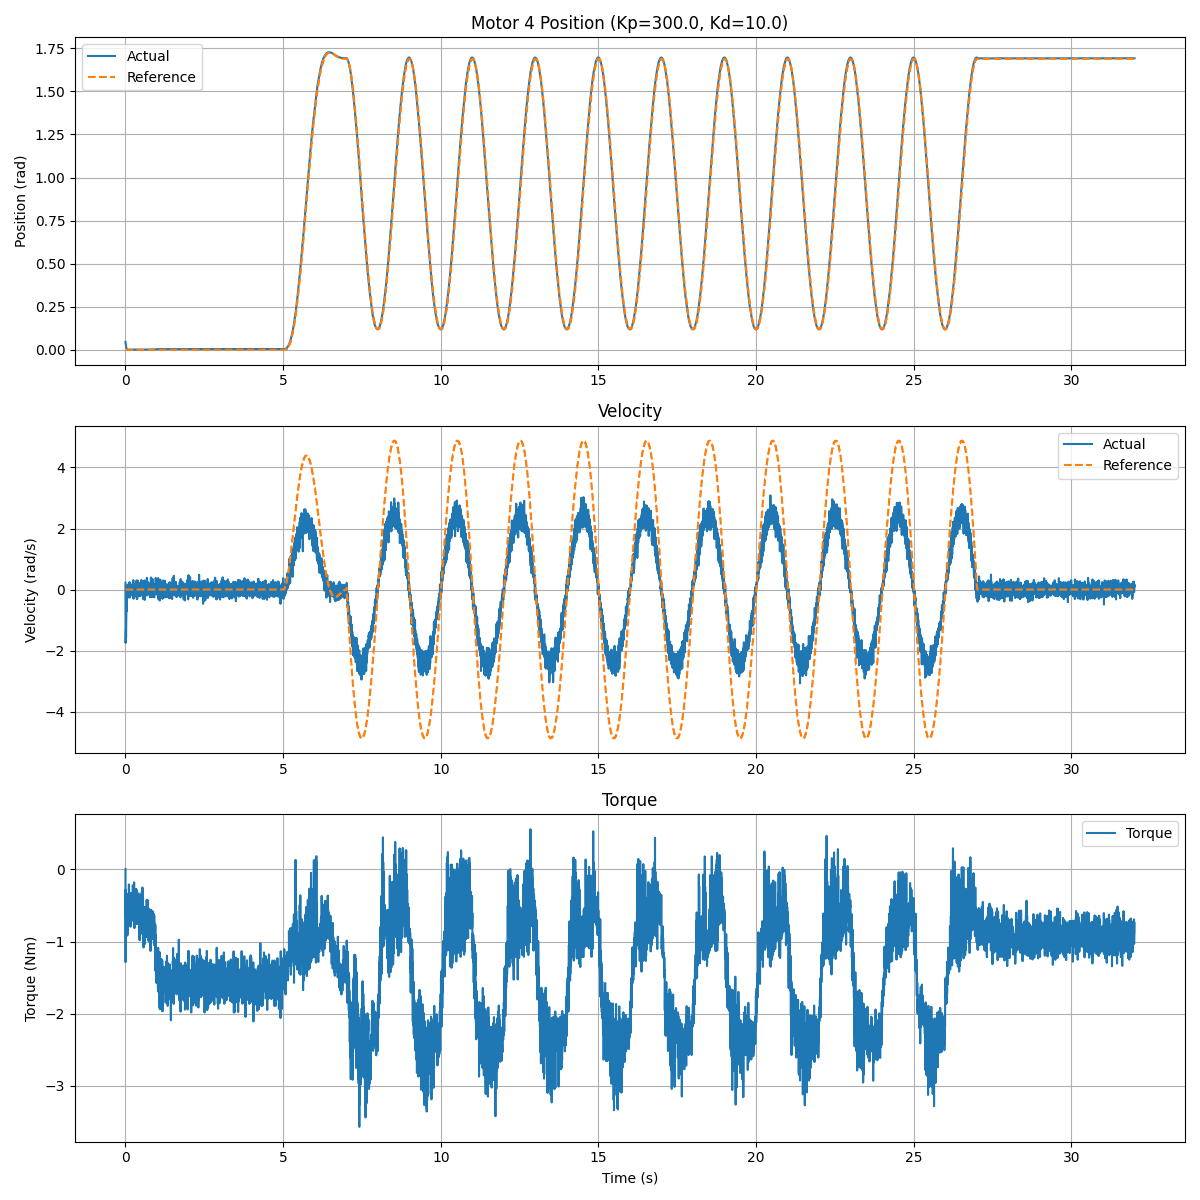 Motor 4 Position (Kp=300.0, Kd=10.0)
Actual
Reference
Position (rad)
1.75
1.50
1.25
1.00
0.75
0.50
0.25
0.00
0 5 10 15 20 25 30
Velocity
Actual
Reference
Velocity (rad/s)
4
2
0
−2
−4
0 5 10 15 20 25 30
Torque
Torque
Torque (Nm)
0
−1
−2
−3
0 5 10 15 20 25 30
Time (s)